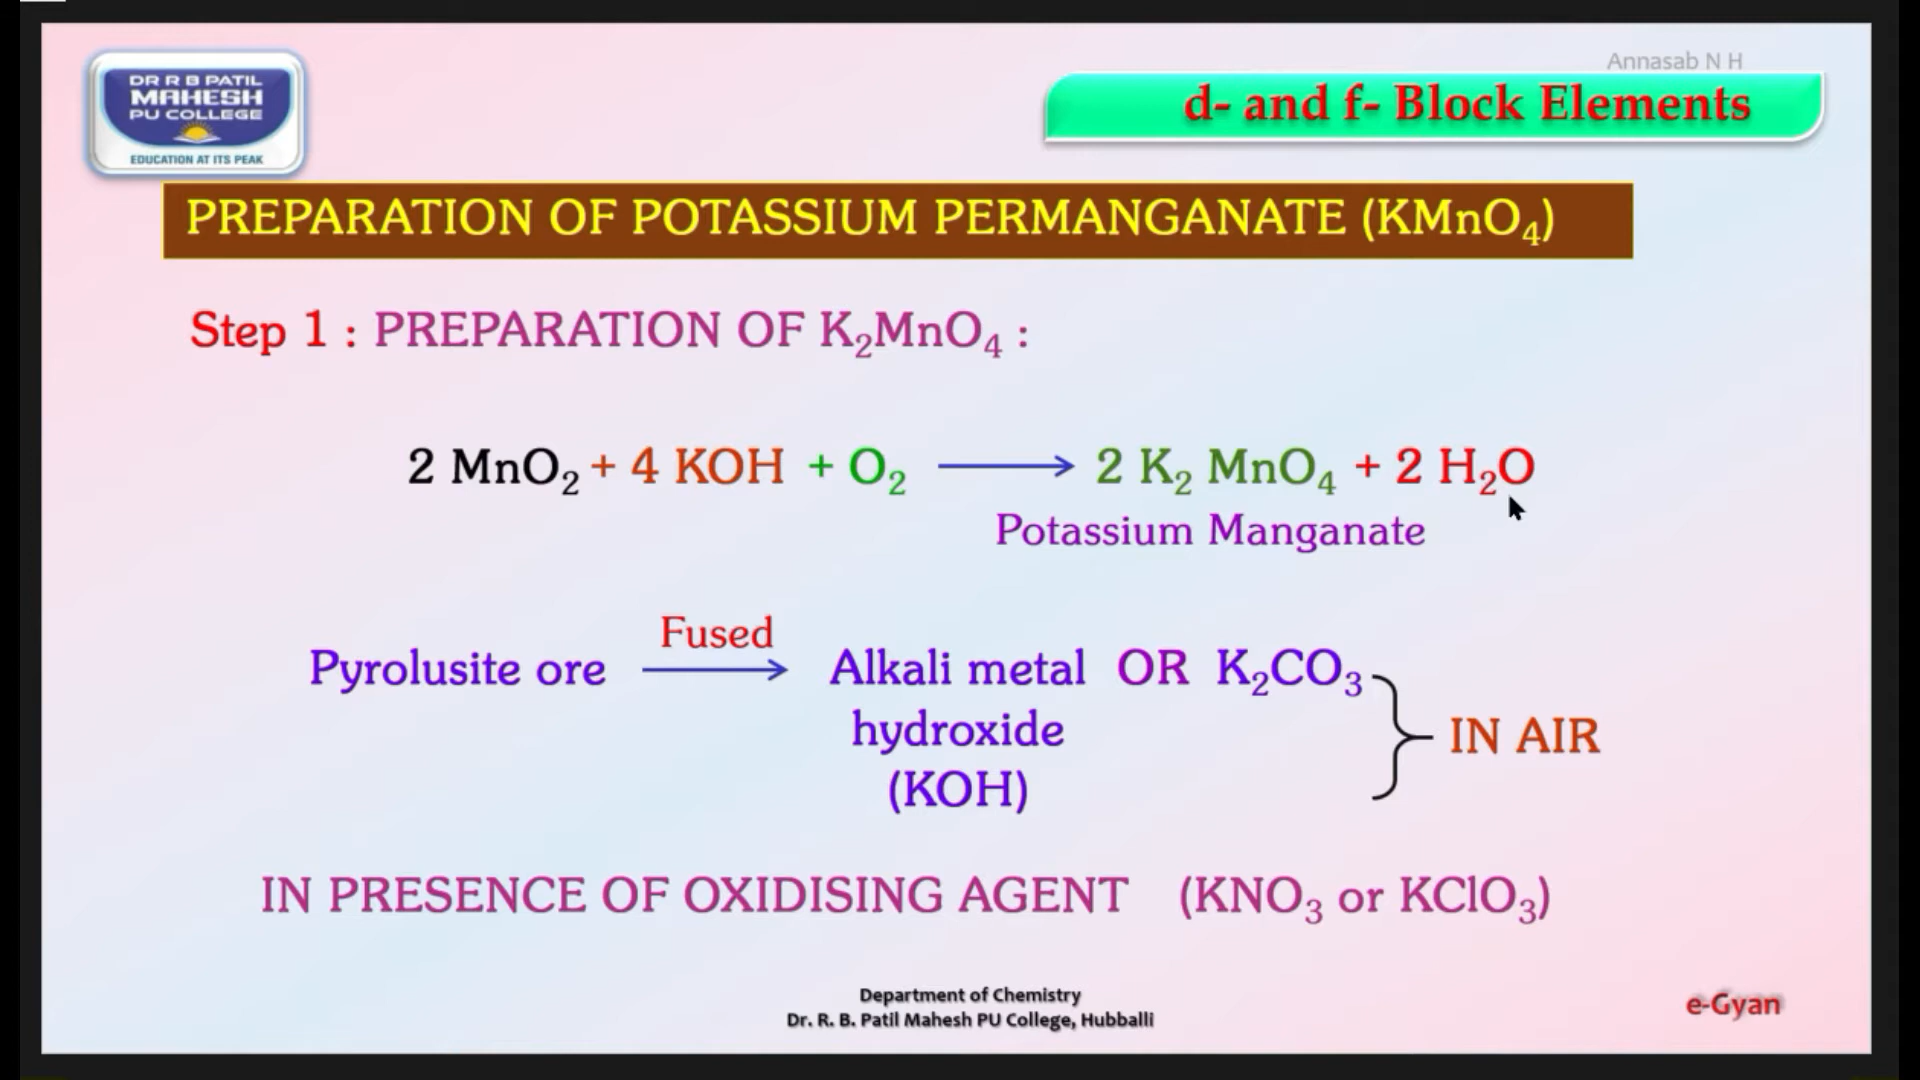 Annasab N H
DR R B PATIL
MAHESH
PU COLLEGE
EDUCATION AT ITS PEAK
d- and f- Block Elements
PREPARATION OF POTASSIUM PERMANGANATE (KMnO₄)
Step 1 : PREPARATION OF K₂MnO₄ :
2 MnO₂ + 4 KOH + O₂ ⟶ 2 K₂ MnO₄ + 2 H₂O
Potassium Manganate
Fused
Pyrolusite ore ⟶ Alkali metal OR K₂CO₃
hydroxide
IN AIR
(KOH)
IN PRESENCE OF OXIDISING AGENT (KNO₃ or KClO₃)
Department of Chemistry
Dr. R. B. Patil Mahesh PU College, Hubballi
e-Gyan